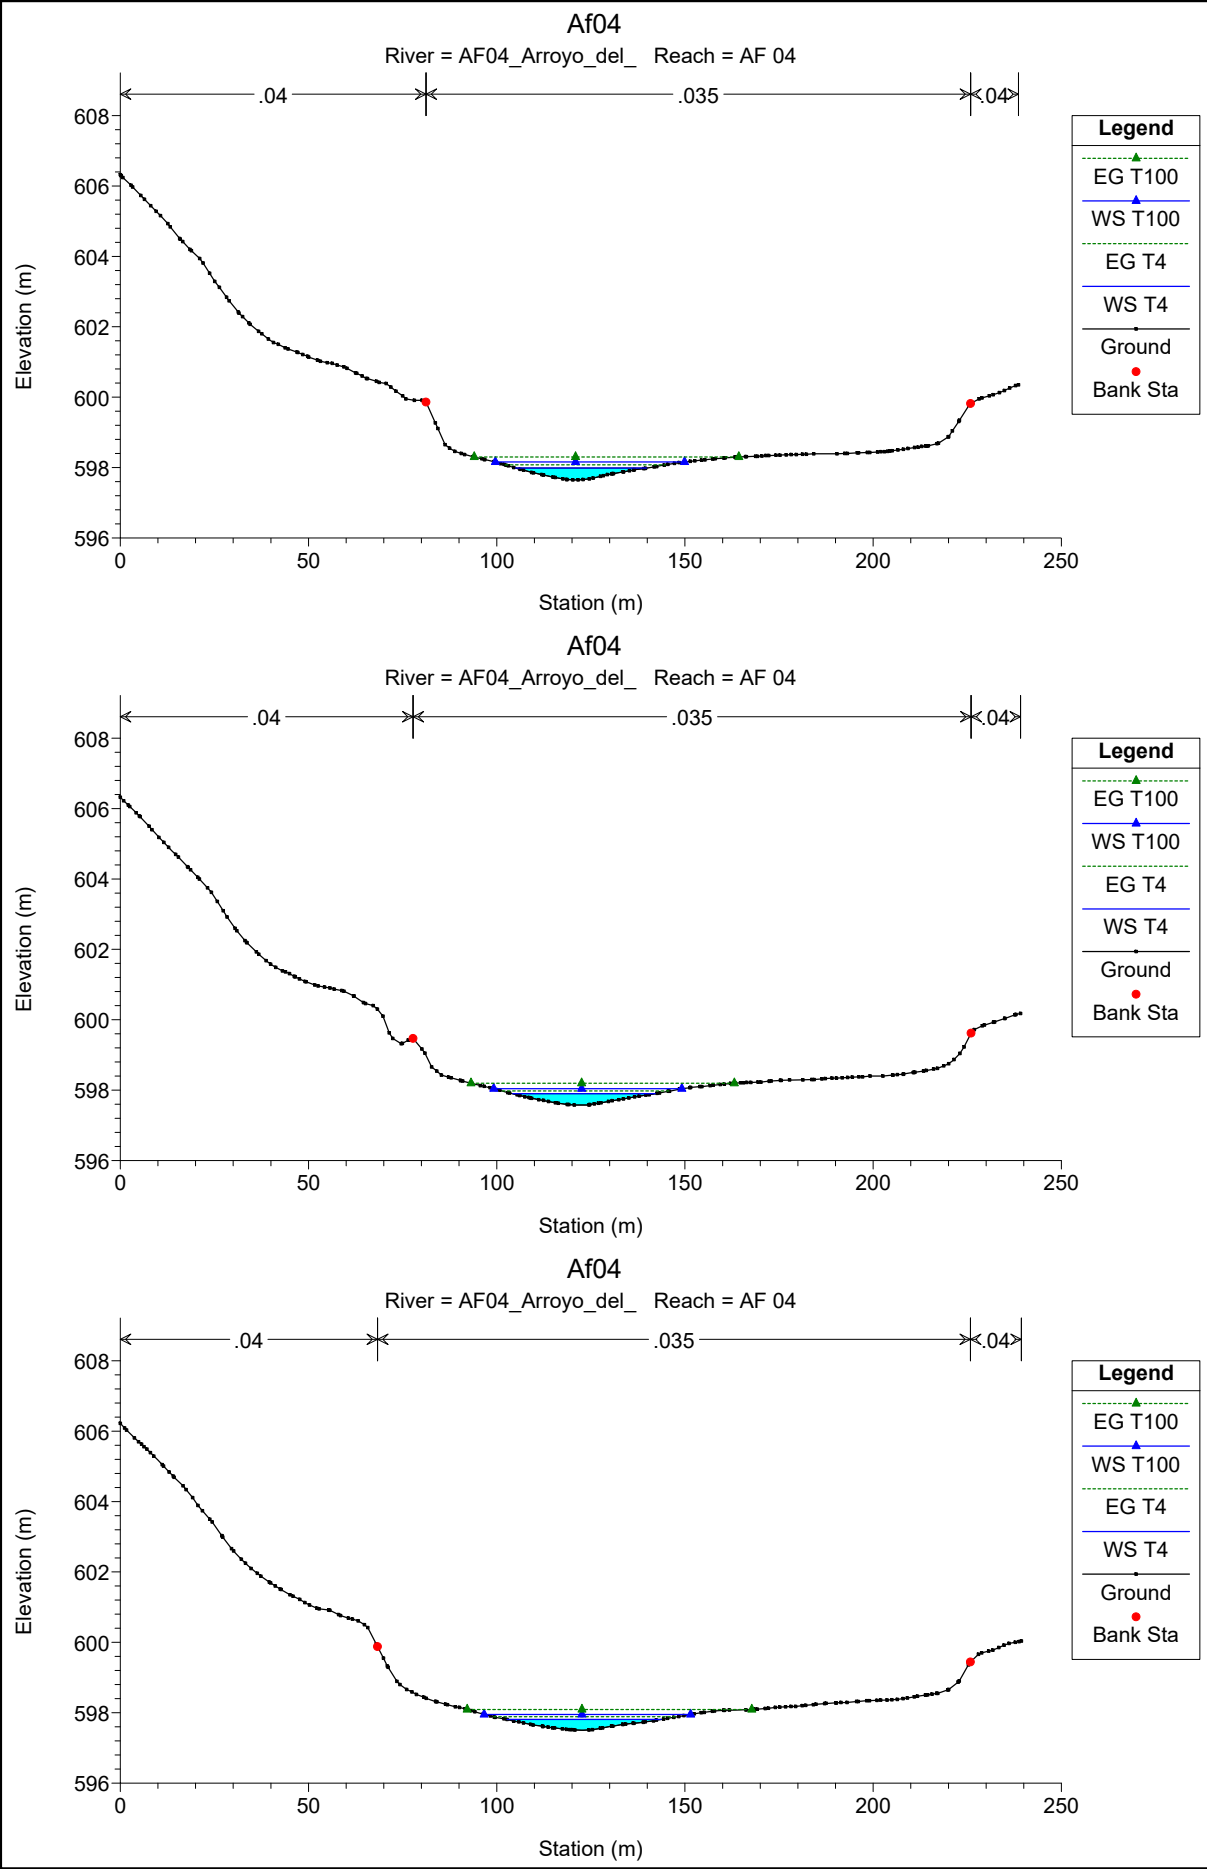 Af04
River = AF04_Arroyo_del_ Reach = AF 04
.04 .035 .04
608
606
604
602
600
598
596
Elevation (m)
0 50 100 150 200 250
Station (m)
Legend
EG T100
WS T100
EG T4
WS T4
Ground
Bank Sta
Af04
River = AF04_Arroyo_del_ Reach = AF 04
.04 .035 .04
608
606
604
602
600
598
596
Elevation (m)
0 50 100 150 200 250
Station (m)
Legend
EG T100
WS T100
EG T4
WS T4
Ground
Bank Sta
Af04
River = AF04_Arroyo_del_ Reach = AF 04
.04 .035 .04
608
606
604
602
600
598
596
Elevation (m)
0 50 100 150 200 250
Station (m)
Legend
EG T100
WS T100
EG T4
WS T4
Ground
Bank Sta